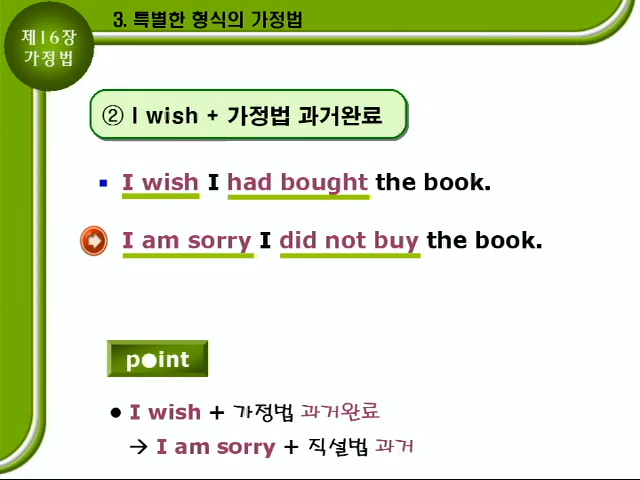 3. 특별한 형식의 가정법
제16장
가정법
② I wish + 가정법 과거완료
I wish I had bought the book.
I am sorry I did not buy the book.
point
● I wish + 가정법 과거완료
→ I am sorry + 직설법 과거